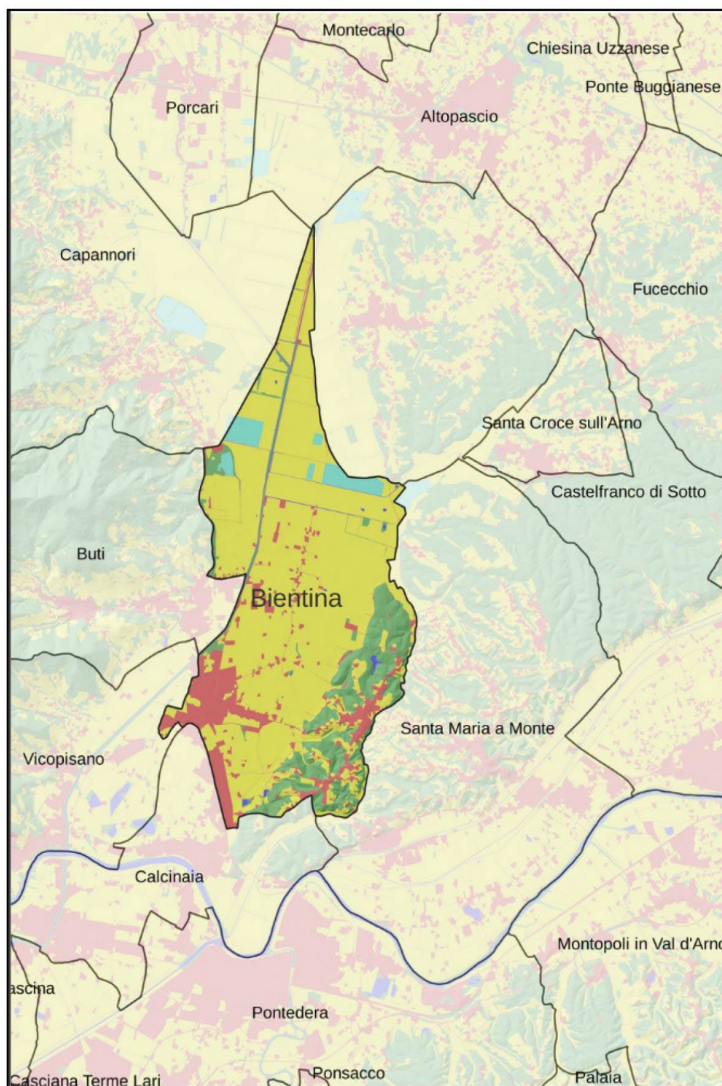 Montecarlo
Chiesina Uzzanese
Ponte Buggianese
Porcari
Altopascio
Capannori
Fucecchio
Santa Croce sull'Arno
Castelfranco di Sotto
Buti
Bientina
Santa Maria a Monte
Vicopisano
Calcinaia
Montopoli in Val d'Arno
ascina
Pontedera
Ponsacco
Palaia
Casciana Terme Lari